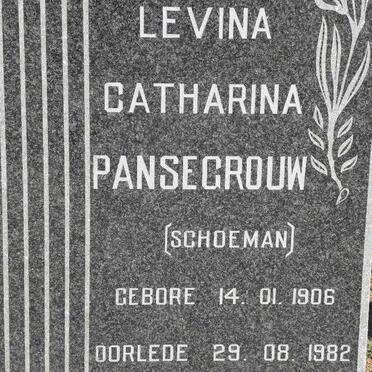 LEVINA
CATHARINA
PANSEGROUW
(SCHOEMAN)
GEBORE 14. 01. 1906
OORLEDE 29. 08. 1982